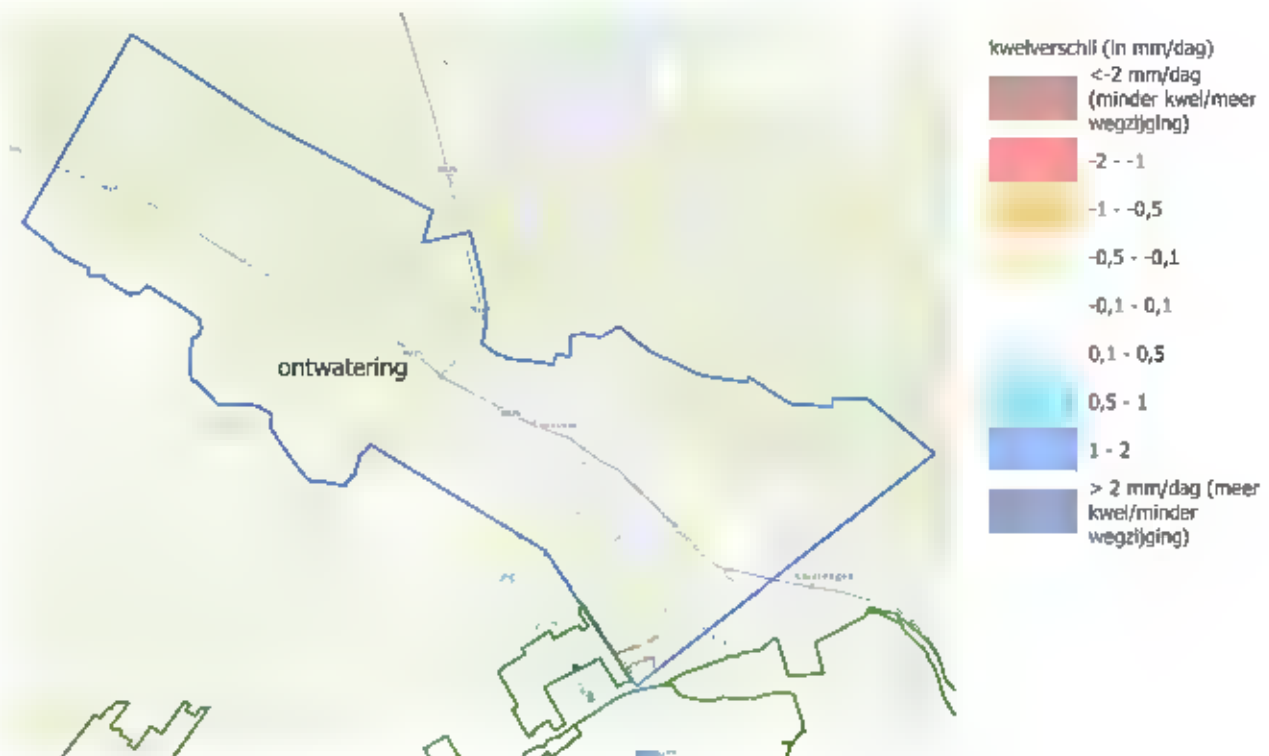 kwelverschil (in mm/dag)
<-2 mm/dag
(minder kwel/meer
wegzijging)
-2 - -1
-1 - -0,5
-0,5 - -0,1
-0,1 - 0,1
0,1 - 0,5
0,5 - 1
1 - 2
> 2 mm/dag (meer
kwel/minder
wegzijging)
ontwatering